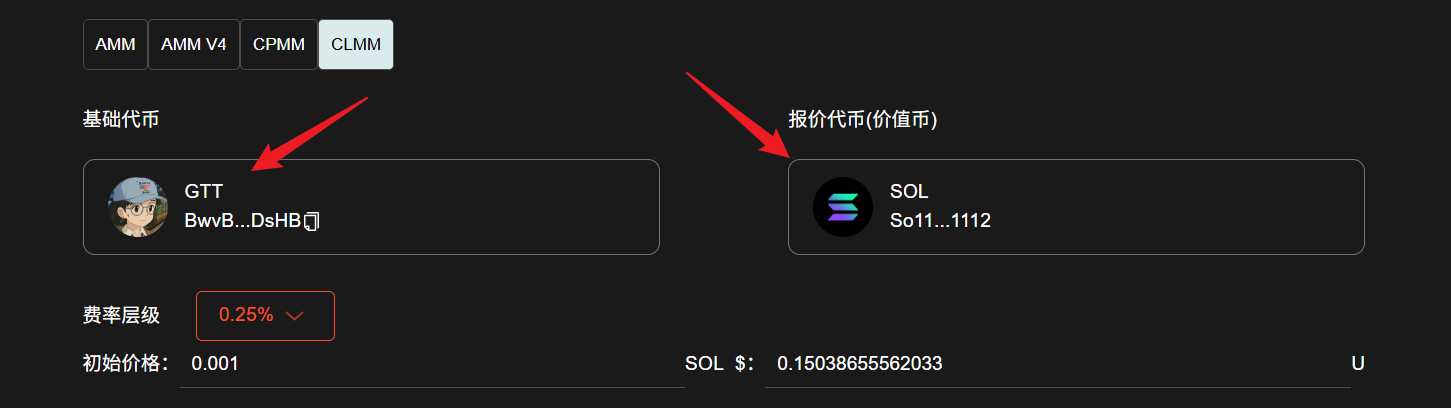 AMM AMM V4 CPMM CLMM
基础代币 报价代币(价值币)
GTT SOL
BwvB...DsHB So11...1112
费率层级 0.25%
初始价格： 0.001 SOL $： 0.15038655562033 U